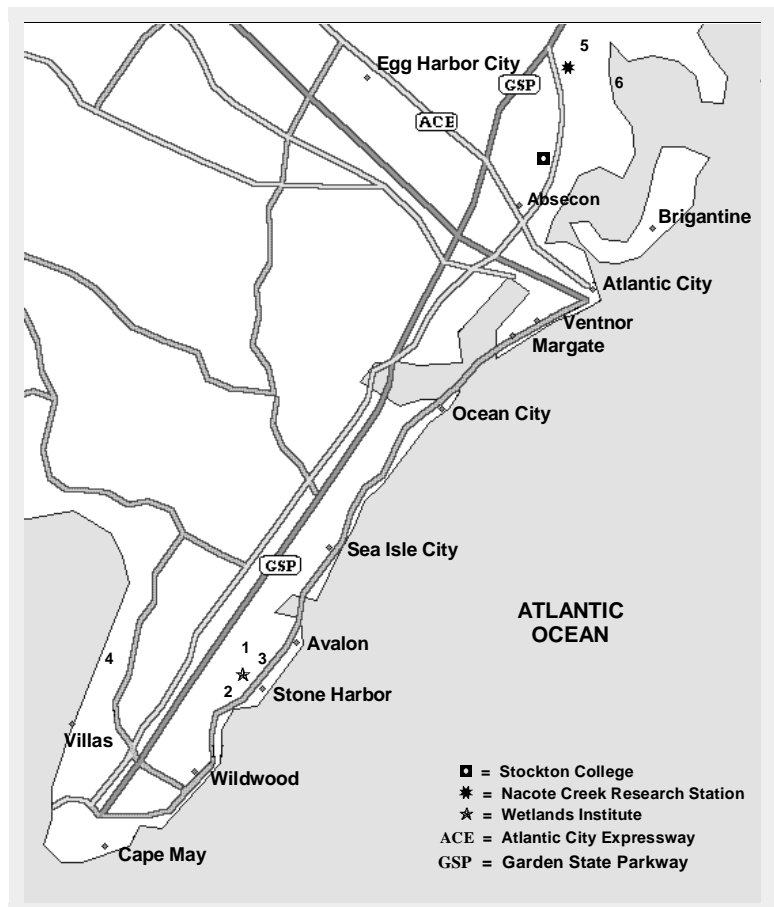 5
Egg Harbor City
GSP
6
ACE
Absecon
Brigantine
Atlantic City
Ventnor
Margate
Ocean City
Sea Isle City
GSP
ATLANTIC
OCEAN
1
Avalon
3
4
2
Stone Harbor
Villas
Wildwood
= Stockton College
= Nacote Creek Research Station
= Wetlands Institute
ACE = Atlantic City Expressway
GSP = Garden State Parkway
Cape May